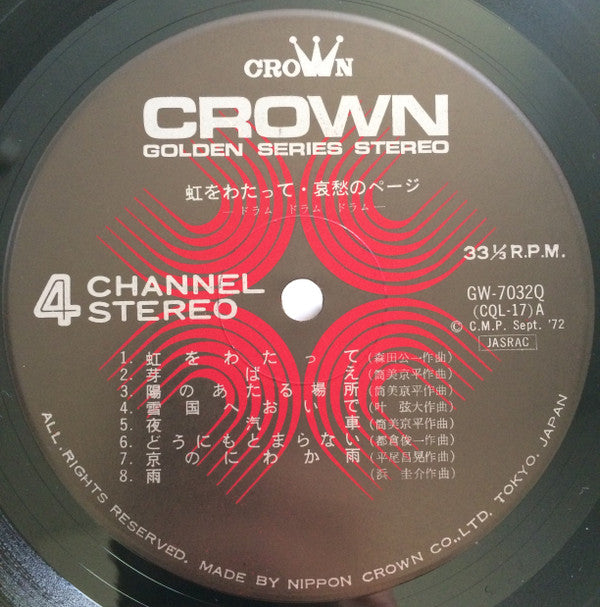 CROWN
CROWN
GOLDEN SERIES STEREO
虹をわたって・哀愁のページ
—ドラム ドラム ドラム—
33⅓ R.P.M.
4 CHANNEL STEREO
GW-7032Q
(CQL-17)A
© C.M.P. Sept. '72
JASRAC
1. 虹をわたって (森田公一作曲)
2. 芽ばえ (筒美京平作曲)
3. 陽のあたる場所 (筒美京平作曲)
4. 雪国へおいで (叶弦大作曲)
5. 夜汽車 (筒美京平作曲)
6. どうにもとまらない (都倉俊一作曲)
7. 京のにわか雨 (平尾昌晃作曲)
8. 雨 (浜圭介作曲)
ALL RIGHTS RESERVED. MADE BY NIPPON CROWN CO.,LTD. TOKYO. JAPAN